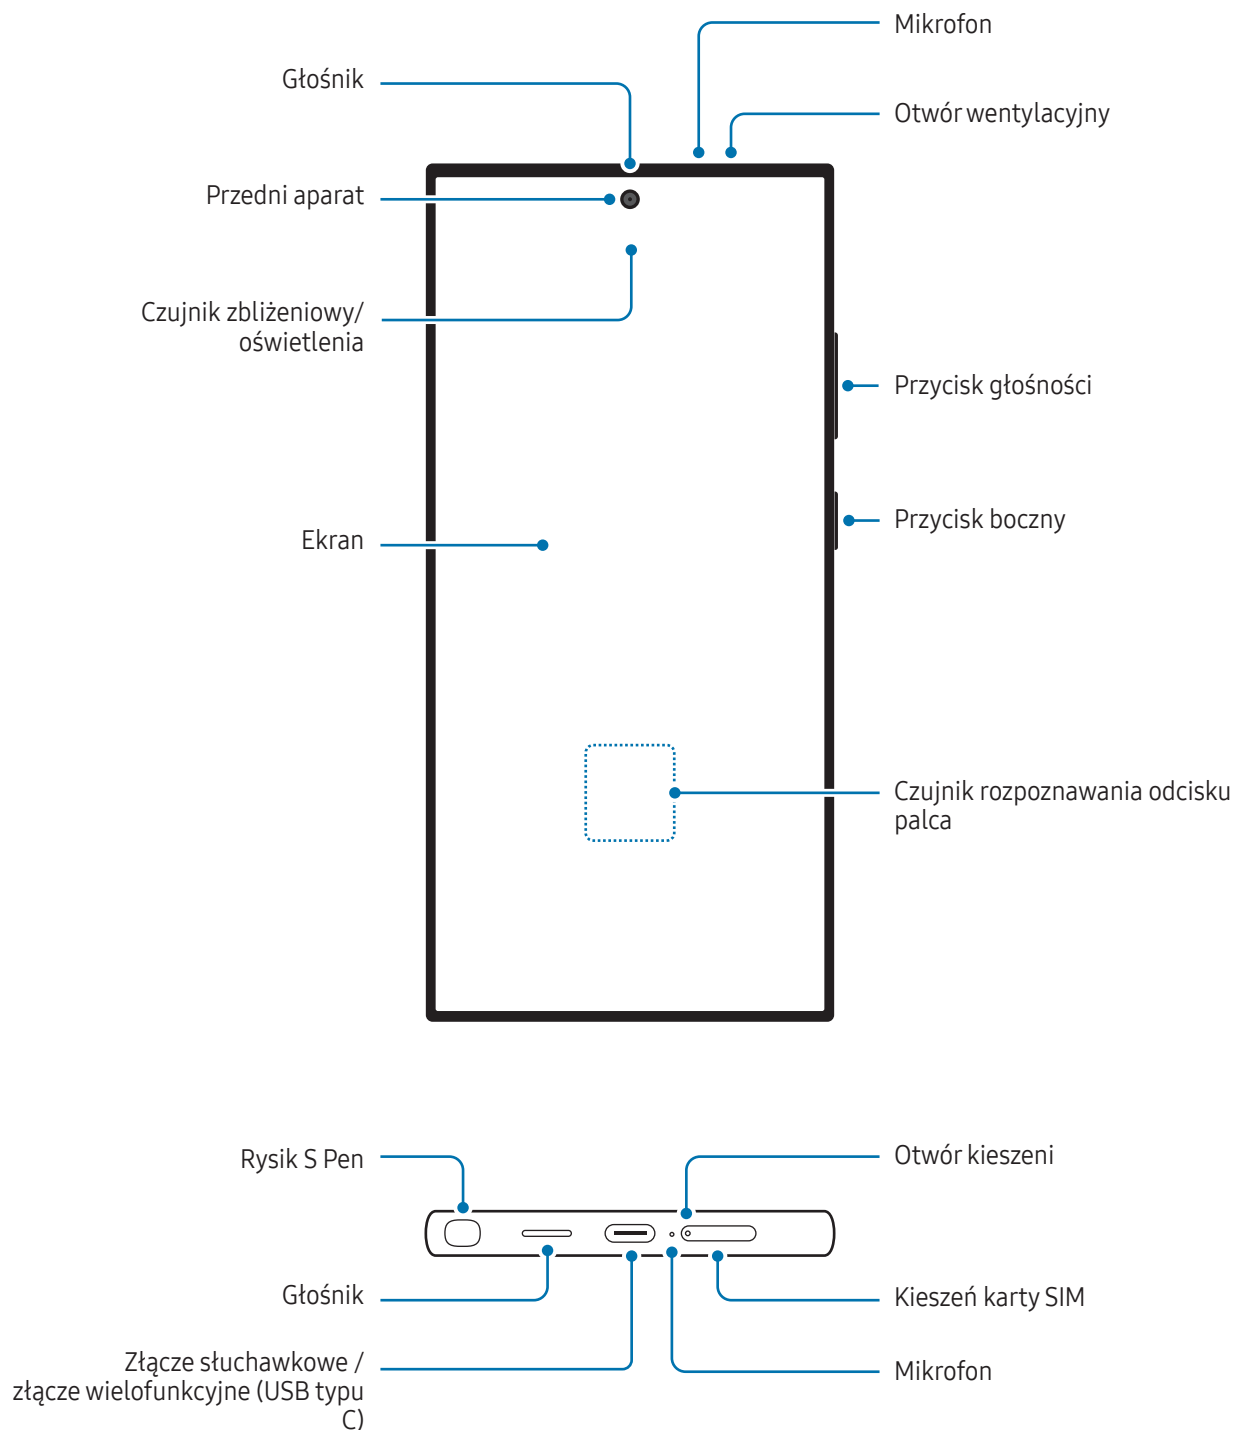 Mikrofon
Głośnik
Otwór wentylacyjny
Przedni aparat
Czujnik zbliżeniowy/
oświetlenia
Przycisk głośności
Przycisk boczny
Ekran
Czujnik rozpoznawania odcisku
palca
Rysik S Pen
Otwór kieszeni
Głośnik
Kieszeń karty SIM
Złącze słuchawkowe /
złącze wielofunkcyjne (USB typu
C)
Mikrofon